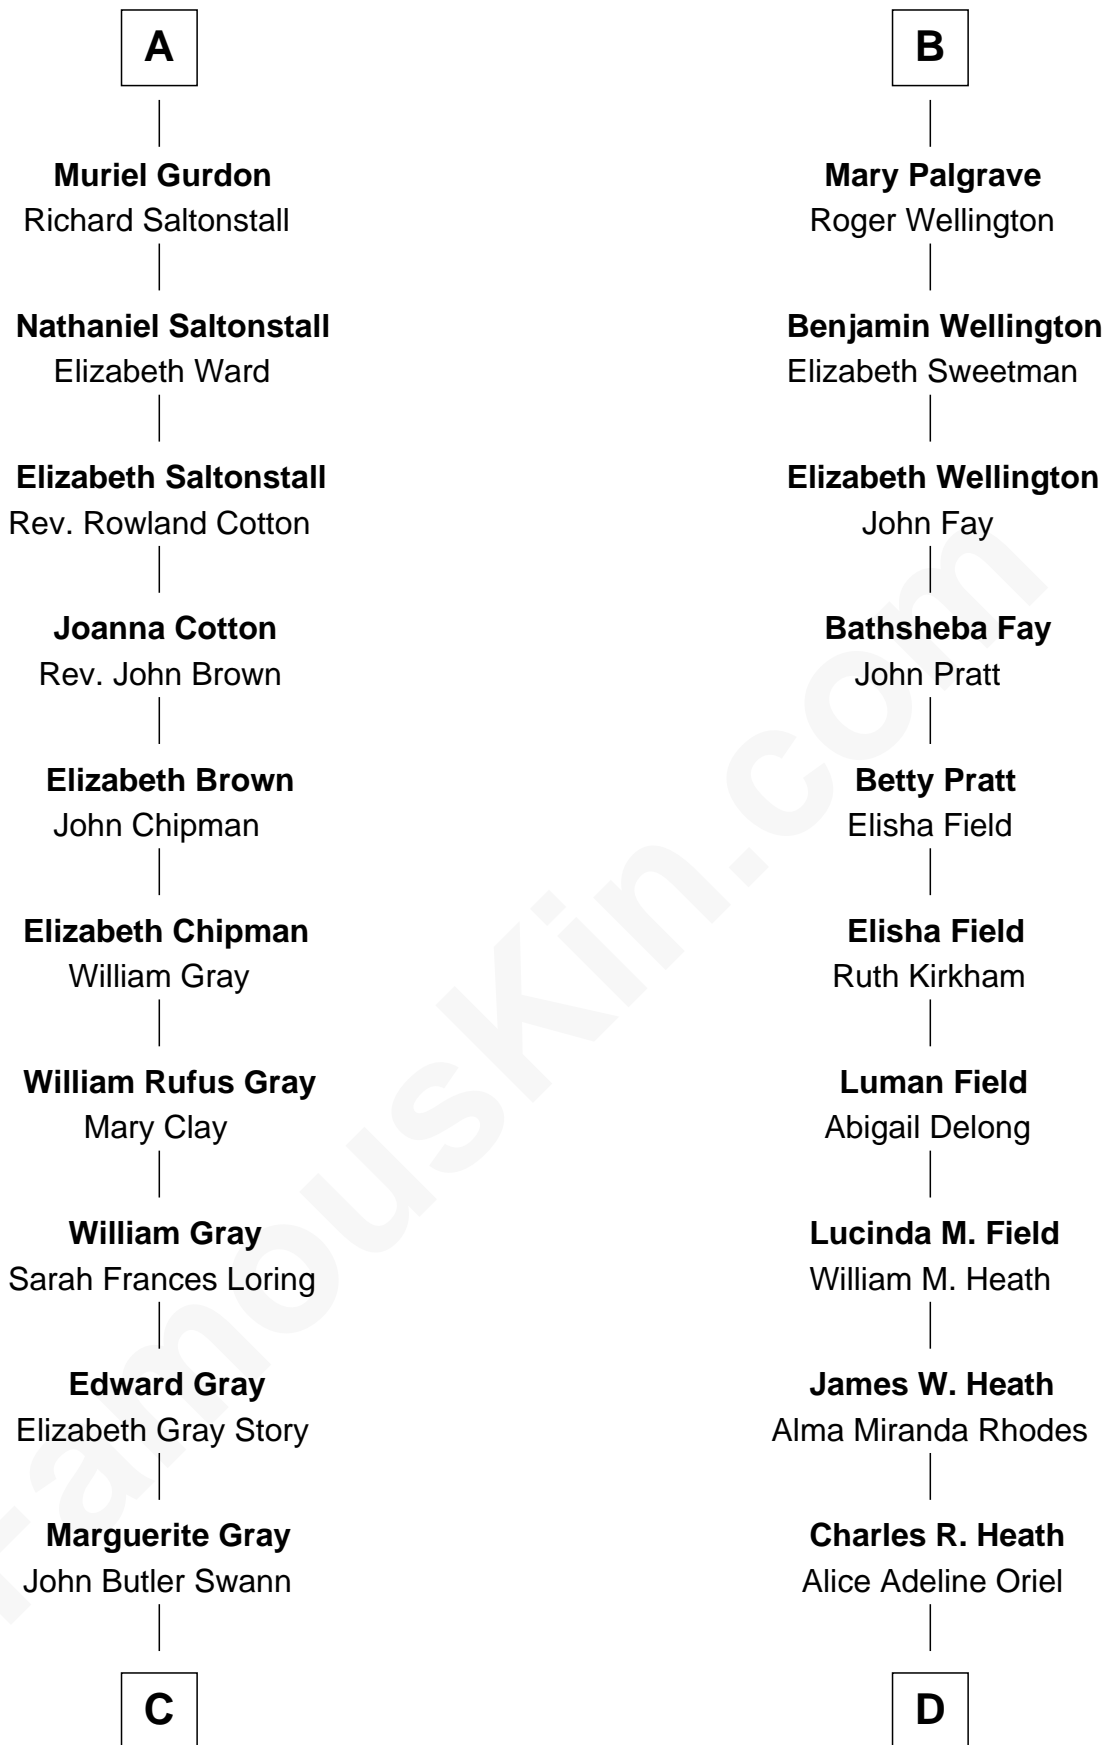 A
Muriel Gurdon
Richard Saltonstall
Nathaniel Saltonstall
Elizabeth Ward
Elizabeth Saltonstall
Rev. Rowland Cotton
Joanna Cotton
Rev. John Brown
Elizabeth Brown
John Chipman
Elizabeth Chipman
William Gray
William Rufus Gray
Mary Clay
William Gray
Sarah Frances Loring
Edward Gray
Elizabeth Gray Story
Marguerite Gray
John Butler Swann
C
B
Mary Palgrave
Roger Wellington
Benjamin Wellington
Elizabeth Sweetman
Elizabeth Wellington
John Fay
Bathsheba Fay
John Pratt
Betty Pratt
Elisha Field
Elisha Field
Ruth Kirkham
Luman Field
Abigail Delong
Lucinda M. Field
William M. Heath
James W. Heath
Alma Miranda Rhodes
Charles R. Heath
Alice Adeline Oriel
D
FamousKin.com